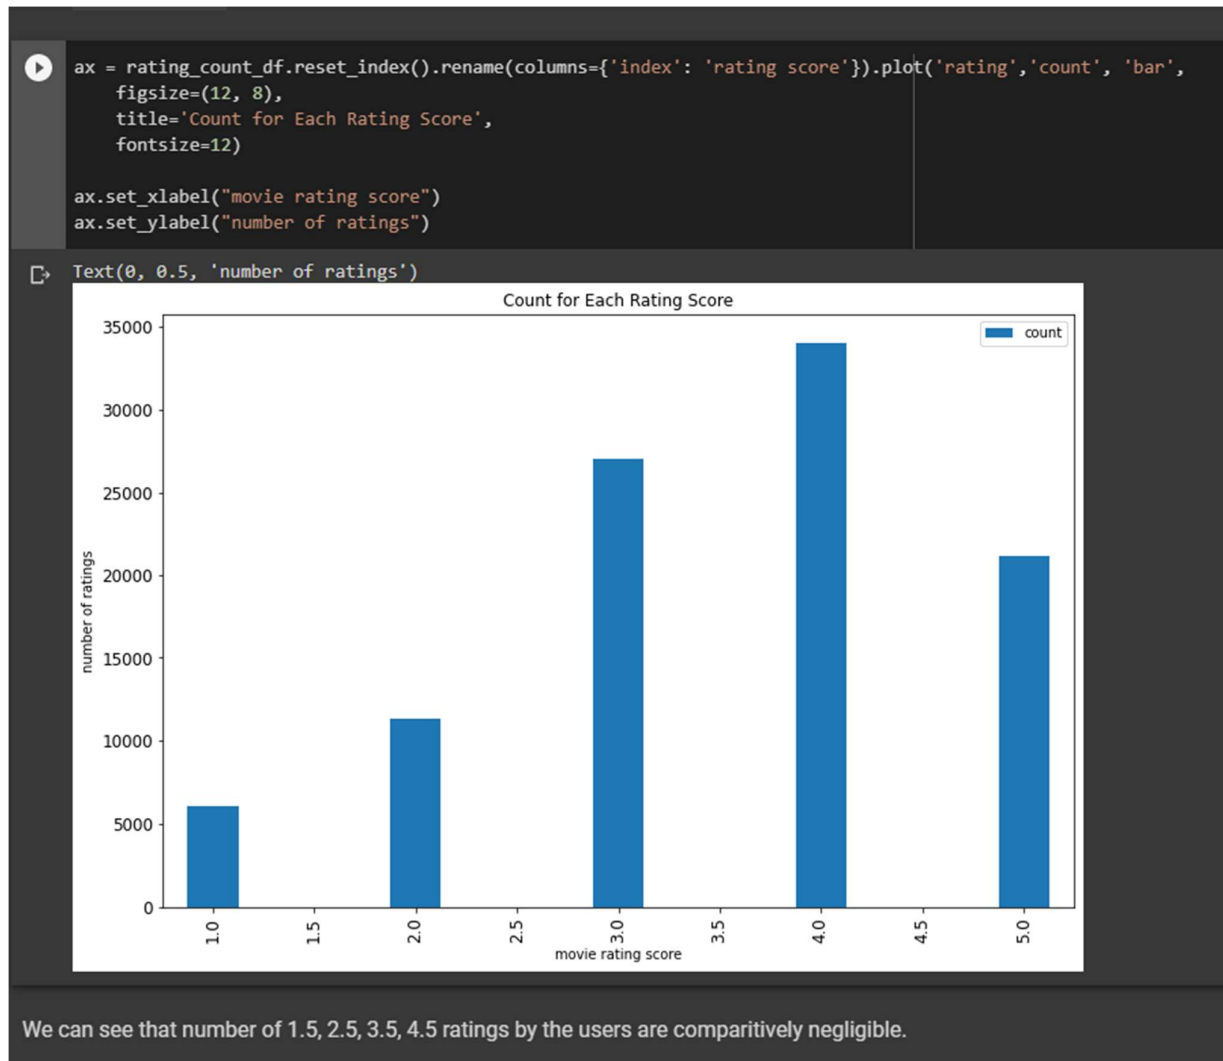 ax = rating_count_df.reset_index().rename(columns={'index': 'rating score'}).plot('rating','count', 'bar',
    figsize=(12, 8),
    title='Count for Each Rating Score',
    fontsize=12)
ax.set_xlabel("movie rating score")
ax.set_ylabel("number of ratings")
Text(0, 0.5, 'number of ratings')
Count for Each Rating Score
count
35000
30000
25000
20000
15000
10000
5000
0
number of ratings
1.0 1.5 2.0 2.5 3.0 3.5 4.0 4.5 5.0
movie rating score
We can see that number of 1.5, 2.5, 3.5, 4.5 ratings by the users are comparitively negligible.